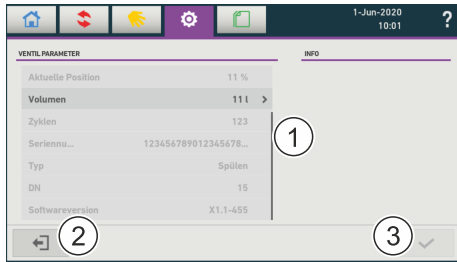 1-Jun-2020
10:01
?
VENTIL PARAMETER
INFO
Aktuelle Position 11 %
Volumen 11 l >
Zyklen 123
Seriennu... 123456789012345678...
Typ Spülen
DN 15
Softwareversion X1.1-455
1
2
3